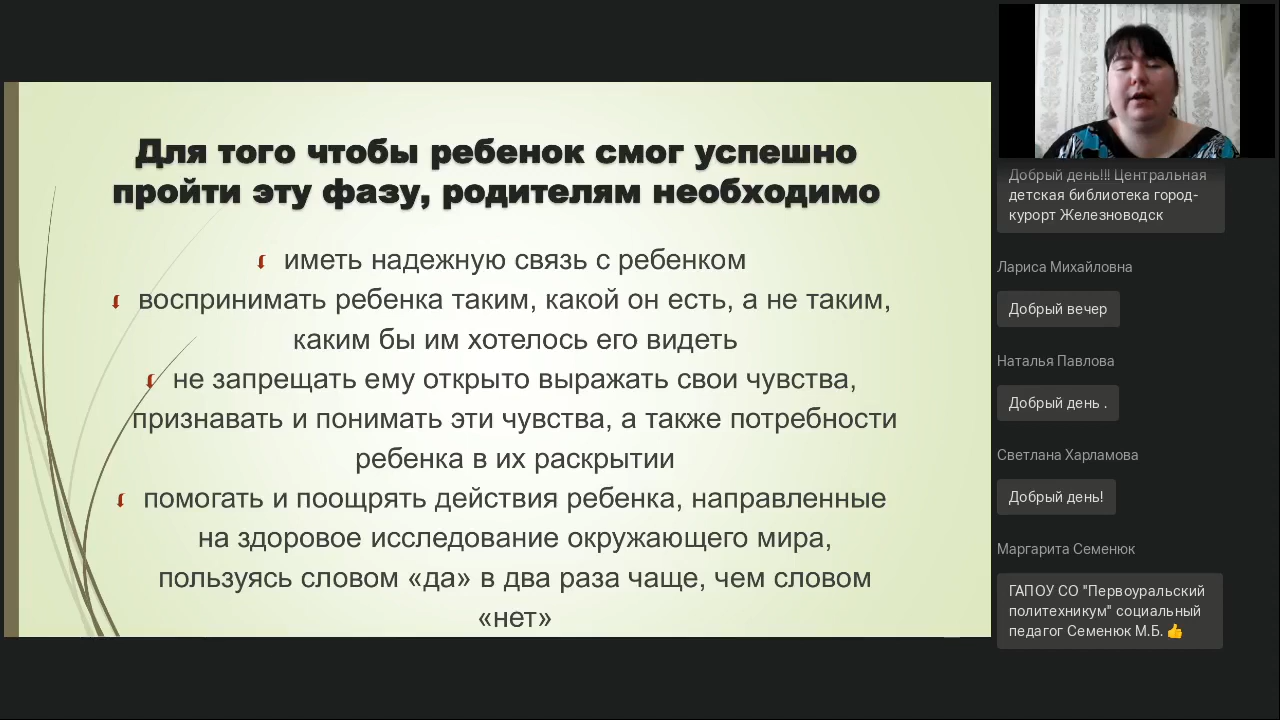 Для того чтобы ребенок смог успешно
пройти эту фазу, родителям необходимо
иметь надежную связь с ребенком
воспринимать ребенка таким, какой он есть, а не таким,
каким бы им хотелось его видеть
не запрещать ему открыто выражать свои чувства,
признавать и понимать эти чувства, а также потребности
ребенка в их раскрытии
помогать и поощрять действия ребенка, направленные
на здоровое исследование окружающего мира,
пользуясь словом «да» в два раза чаще, чем словом
«нет»
Добрый день!!! Центральная
детская библиотека город-
курорт Железноводск
Лариса Михайловна
Добрый вечер
Наталья Павлова
Добрый день .
Светлана Харламова
Добрый день!
Маргарита Семенюк
ГАПОУ СО "Первоуральский
политехникум" социальный
педагог Семенюк М.Б. 👍